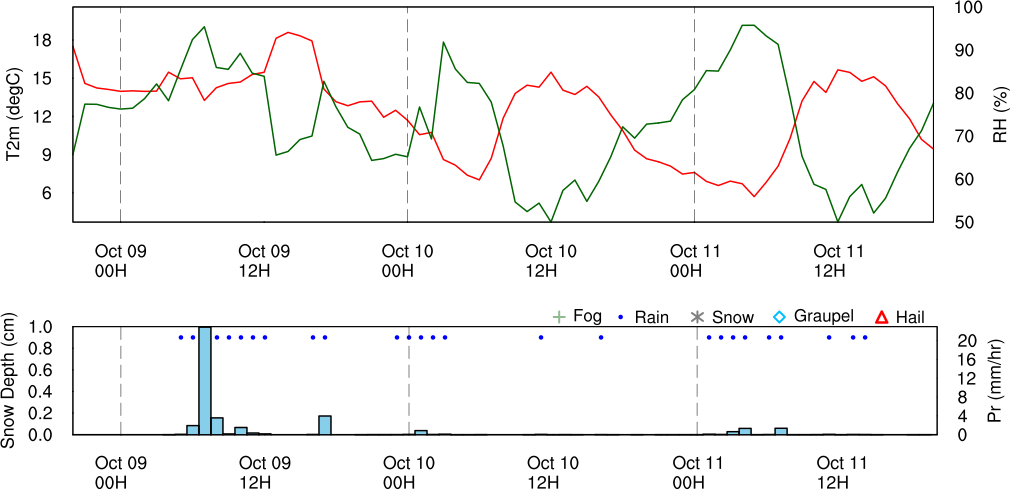 T2m (degC)
18
15
12
9
6
100
90
80
70
60
50
RH (%)
Oct 09
00H
Oct 09
12H
Oct 10
00H
Oct 10
12H
Oct 11
00H
Oct 11
12H
Fog Rain Snow Graupel Hail
Snow Depth (cm)
1.0
0.8
0.6
0.4
0.2
0.0
20
16
12
8
4
0
Pr (mm/hr)
Oct 09
00H
Oct 09
12H
Oct 10
00H
Oct 10
12H
Oct 11
00H
Oct 11
12H